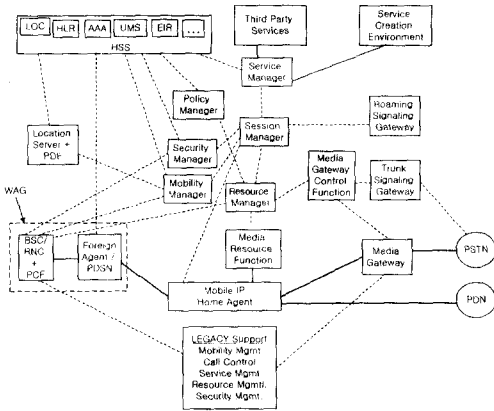 LOC
HLR
AAA
UMS
EIR
...
HSS
Third Party
Services
Service
Creation
Environment
Service
Manager
Policy
Manager
Location
Server +
PDF
Security
Manager
Session
Manager
Roaming
Signaling
Gateway
Mobility
Manager
Resource
Manager
Media
Gateway
Control
Function
Trunk
Signaling
Gateway
WAG
BSC/
RNC
+
PCF
Foreign
Agent /
PDSN
Media
Resource
Function
Media
Gateway
PSTN
Mobile IP
Home Agent
PDN
LEGACY Support
Mobility Mgmt
Call Control
Service Mgmt
Resource Mgmtl.
Security Mgmt.